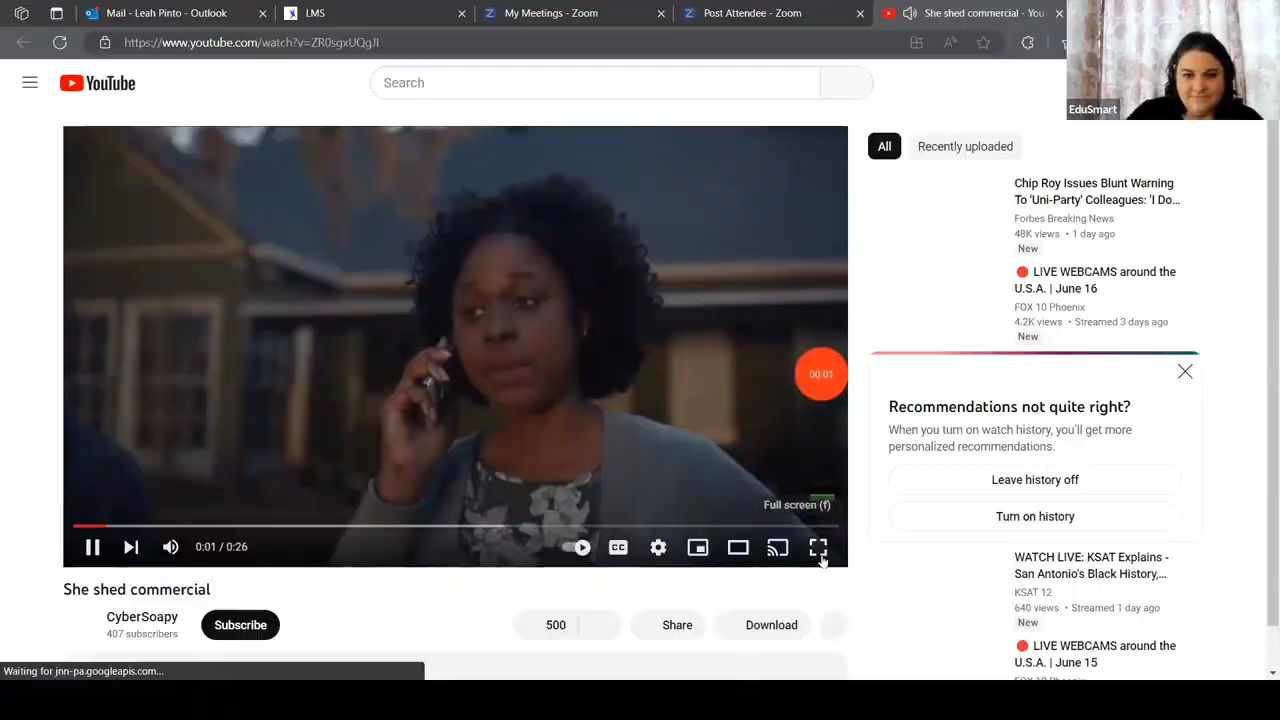 Mail - Leah Pinto - Outlook
LMS
My Meetings - Zoom
Post Attendee - Zoom
She shed commercial - You
https://www.youtube.com/watch?v=ZR0sgxUQgJI
EduSmart
YouTube
Search
All
Recently uploaded
Chip Roy Issues Blunt Warning
To 'Uni-Party' Colleagues: 'I Do...
Forbes Breaking News
48K views • 1 day ago
New
LIVE WEBCAMS around the
U.S.A. | June 16
FOX 10 Phoenix
4.2K views • Streamed 3 days ago
New
00:01
Recommendations not quite right?
When you turn on watch history, you'll get more
personalized recommendations.
Leave history off
Turn on history
Full screen (f)
0:01 / 0:26
CC
WATCH LIVE: KSAT Explains -
San Antonio's Black History,...
KSAT 12
640 views • Streamed 1 day ago
New
She shed commercial
CyberSoapy
407 subscribers
Subscribe
500
Share
Download
LIVE WEBCAMS around the
U.S.A. | June 15
FOX 10 Phoenix
Waiting for jnn-pa.googleapis.com...